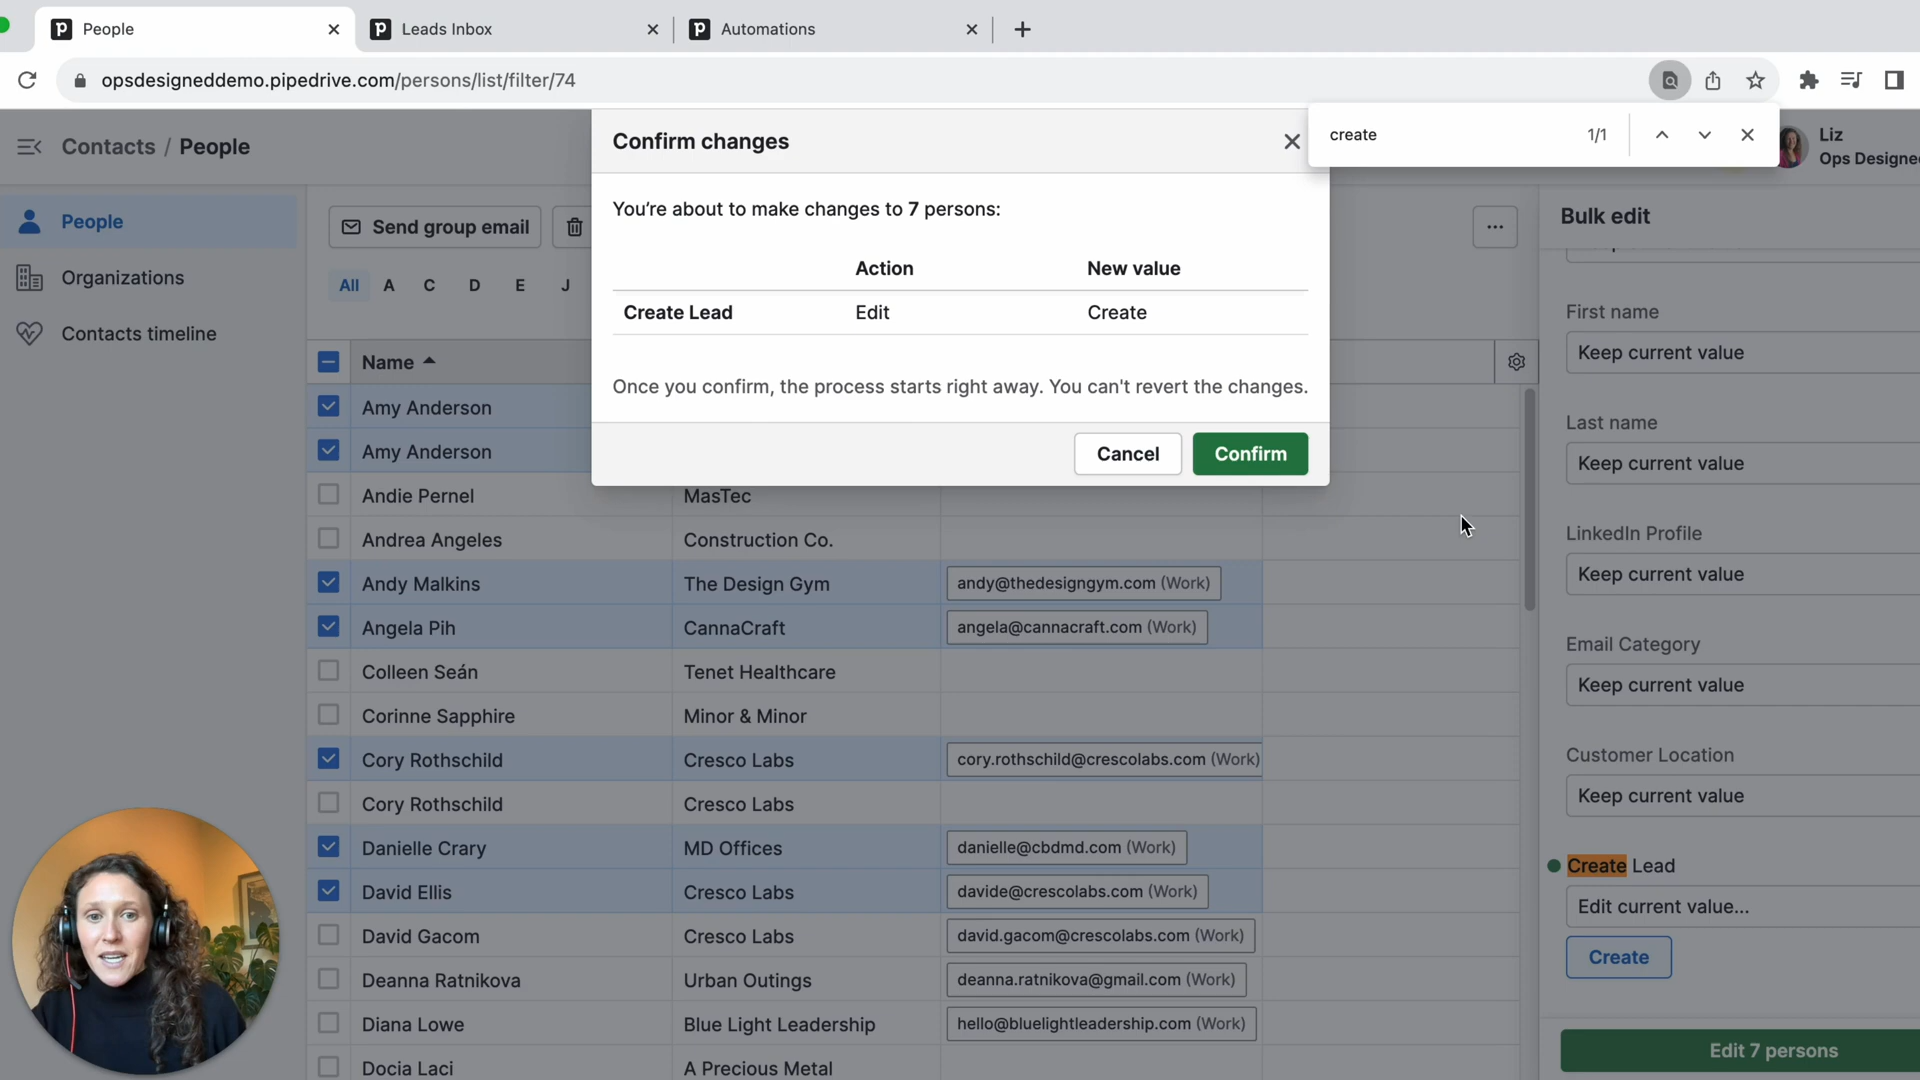 People
Leads Inbox
Automations
opsdesigneddemo.pipedrive.com/persons/list/filter/74
create
1/1
Contacts / People
Liz
Ops Designe
People
Organizations
Contacts timeline
Send group email
All A C D E J
Confirm changes
You're about to make changes to 7 persons:
Action New value
Create Lead Edit Create
Once you confirm, the process starts right away. You can't revert the changes.
Cancel Confirm
Name
Amy Anderson
Amy Anderson
Andie Pernel MasTec
Andrea Angeles Construction Co.
Andy Malkins The Design Gym andy@thedesigngym.com (Work)
Angela Pih CannaCraft angela@cannacraft.com (Work)
Colleen Seán Tenet Healthcare
Corinne Sapphire Minor & Minor
Cory Rothschild Cresco Labs cory.rothschild@crescolabs.com (Work)
Cory Rothschild Cresco Labs
Danielle Crary MD Offices danielle@cbdmd.com (Work)
David Ellis Cresco Labs davide@crescolabs.com (Work)
David Gacom Cresco Labs david.gacom@crescolabs.com (Work)
Deanna Ratnikova Urban Outings deanna.ratnikova@gmail.com (Work)
Diana Lowe Blue Light Leadership hello@bluelightleadership.com (Work)
Docia Laci A Precious Metal
Bulk edit
First name
Keep current value
Last name
Keep current value
LinkedIn Profile
Keep current value
Email Category
Keep current value
Customer Location
Keep current value
Create Lead
Edit current value...
Create
Edit 7 persons